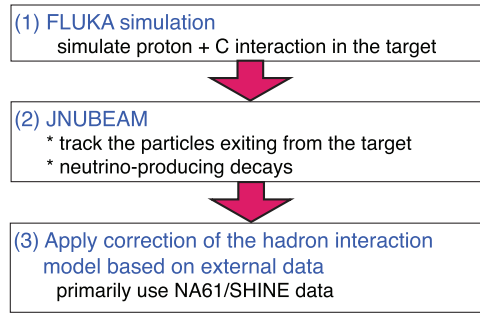 (1) FLUKA simulation
simulate proton + C interaction in the target
(2) JNUBEAM
* track the particles exiting from the target
* neutrino-producing decays
(3) Apply correction of the hadron interaction
model based on external data
primarily use NA61/SHINE data